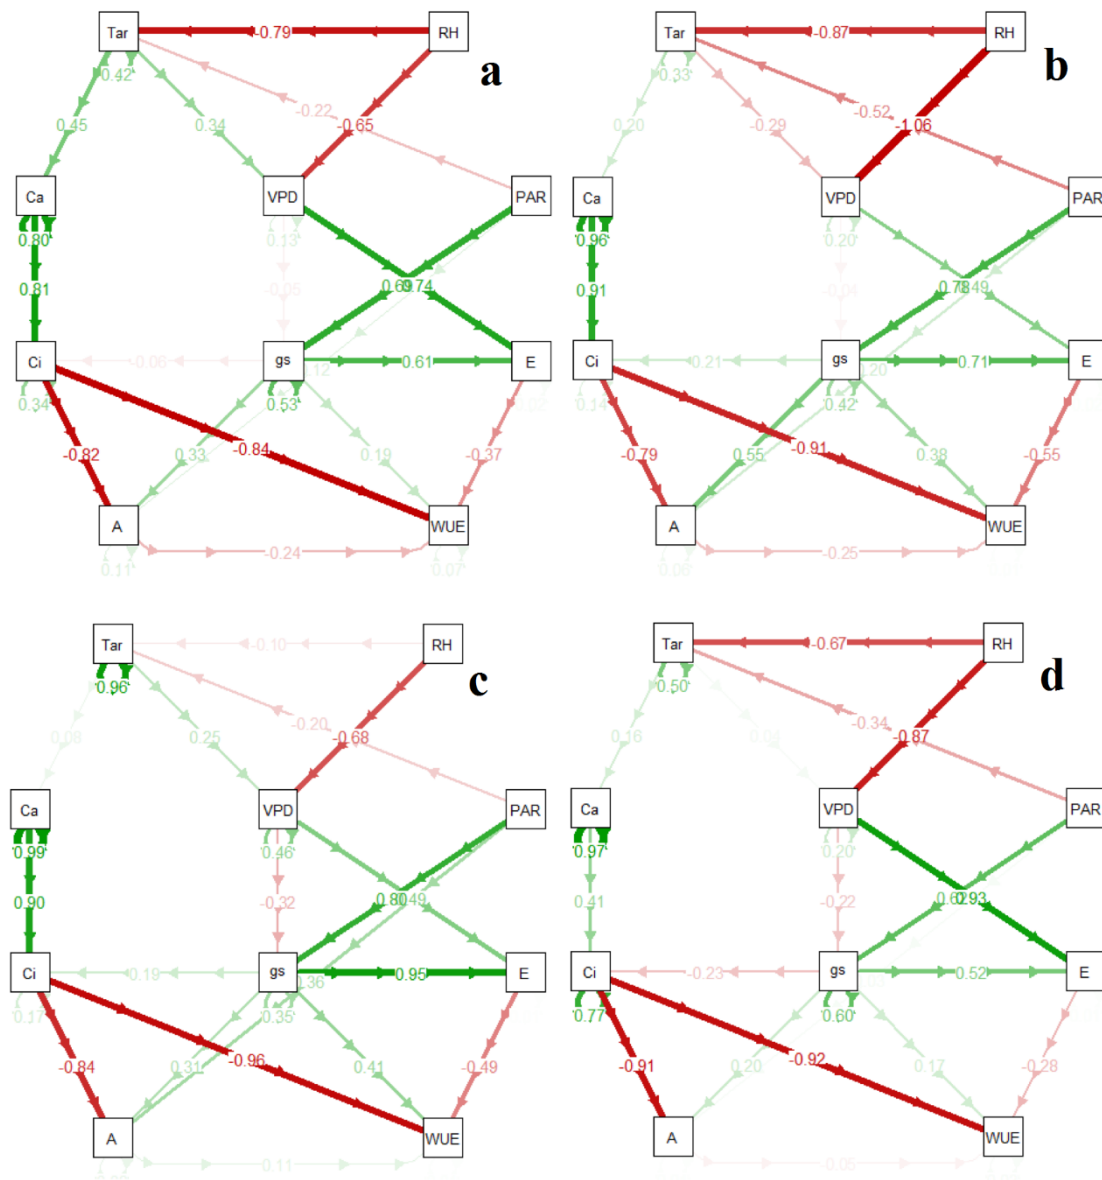 Tar -0.79 RH
0.42 a
-0.22
0.45 0.34 -0.65
Ca VPD PAR
0.80 0.13
0.81 -0.05 0.69 0.74
Ci -0.06 gs 0.61 E
0.34 0.12
0.53
-0.82 0.33 -0.84 0.19 -0.37
A WUE
-0.24
0.11 0.07
Tar -0.87 RH
0.33 b
-0.52
0.20 -0.29 -1.06
Ca VPD PAR
0.96 0.20
0.91 -0.04 0.78 0.49
Ci 0.21 gs 0.71 E
0.14 0.20
0.42
-0.79 0.55 -0.91 0.38 -0.55
A WUE
-0.25
0.06
Tar -0.10 RH
0.96 c
-0.20
0.08 0.25 -0.68
Ca VPD PAR
0.99 0.46
0.90 -0.32 0.80 0.49
Ci 0.19 gs 0.95 E
0.17 0.36
0.35
-0.84 0.31 -0.96 0.41 -0.49
A WUE
0.11
Tar -0.67 RH
0.50 d
-0.34
0.16 0.04 -0.87
Ca VPD PAR
0.97 0.20
0.41 -0.22 0.62 0.93
Ci -0.23 gs 0.52 E
0.77 0.60
-0.91 0.20 -0.92 0.17 -0.28
A WUE
-0.05